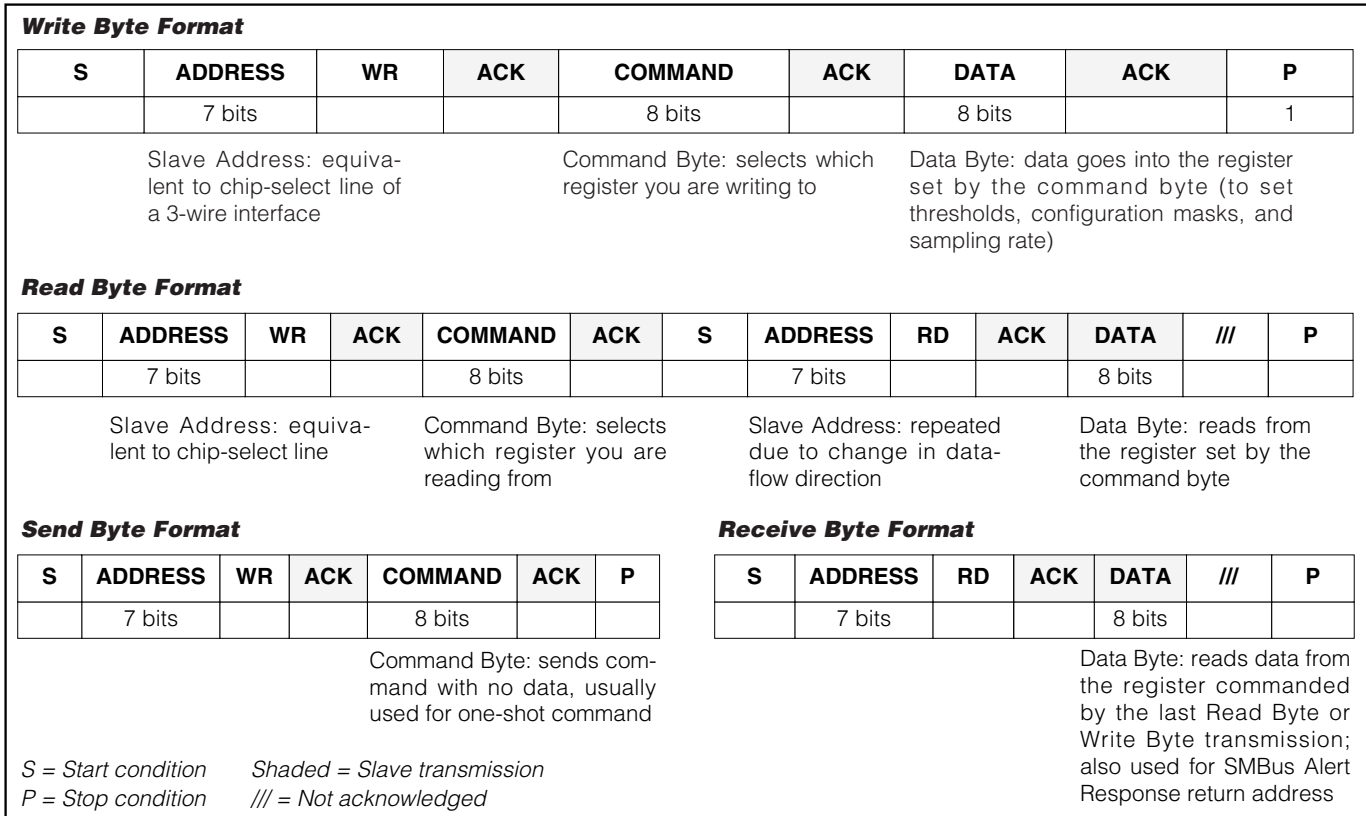 Write Byte Format
S ADDRESS WR ACK COMMAND ACK DATA ACK P
7 bits 8 bits 8 bits 1
Slave Address: equiva-
lent to chip-select line of
a 3-wire interface
Command Byte: selects which
register you are writing to
Data Byte: data goes into the register
set by the command byte (to set
thresholds, configuration masks, and
sampling rate)
Read Byte Format
S ADDRESS WR ACK COMMAND ACK S ADDRESS RD ACK DATA /// P
7 bits 8 bits 7 bits 8 bits
Slave Address: equiva-
lent to chip-select line
Command Byte: selects
which register you are
reading from
Slave Address: repeated
due to change in data-
flow direction
Data Byte: reads from
the register set by the
command byte
Send Byte Format
S ADDRESS WR ACK COMMAND ACK P
7 bits 8 bits
Command Byte: sends com-
mand with no data, usually
used for one-shot command
Receive Byte Format
S ADDRESS RD ACK DATA /// P
7 bits 8 bits
Data Byte: reads data from
the register commanded
by the last Read Byte or
Write Byte transmission;
also used for SMBus Alert
Response return address
S = Start condition Shaded = Slave transmission
P = Stop condition /// = Not acknowledged